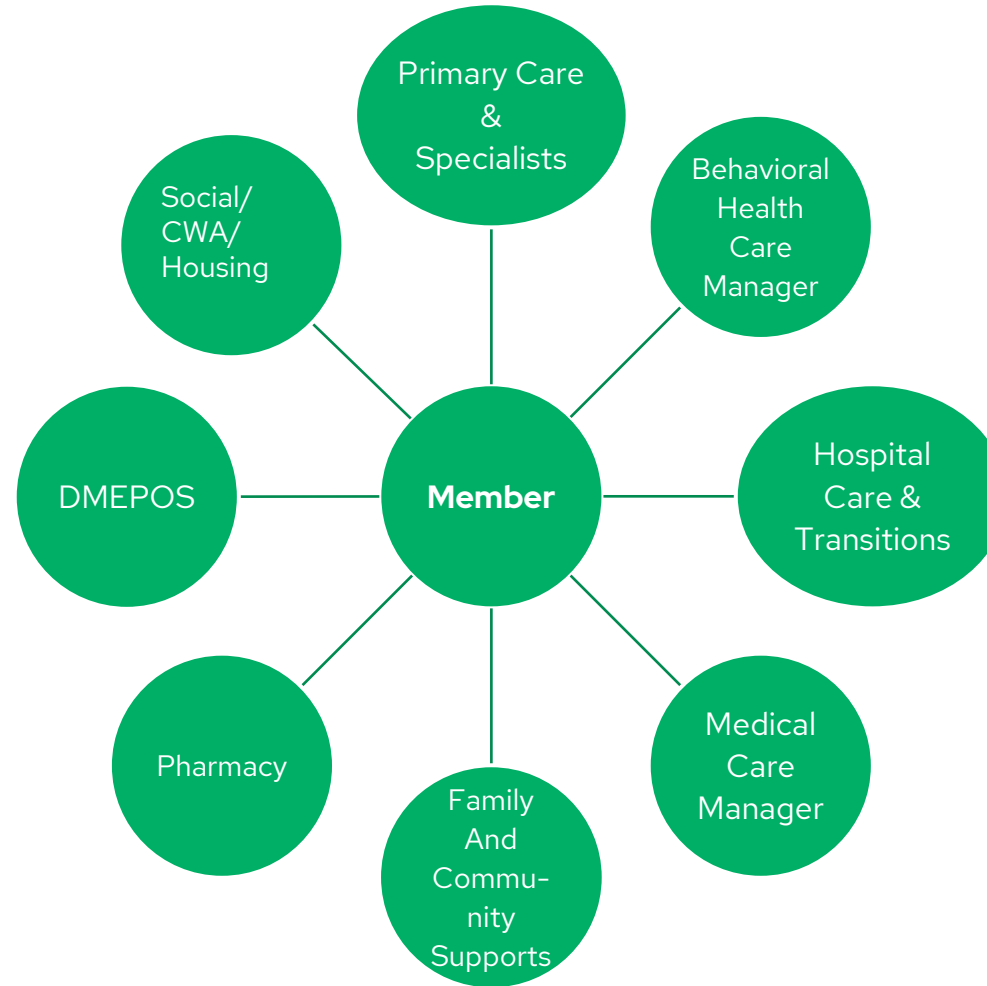 Primary Care
&
Specialists
Behavioral
Health
Care
Manager
Social/
CWA/
Housing
Hospital
Care &
Transitions
DMEPOS
Member
Medical
Care
Manager
Pharmacy
Family
And
Commu-
nity
Supports